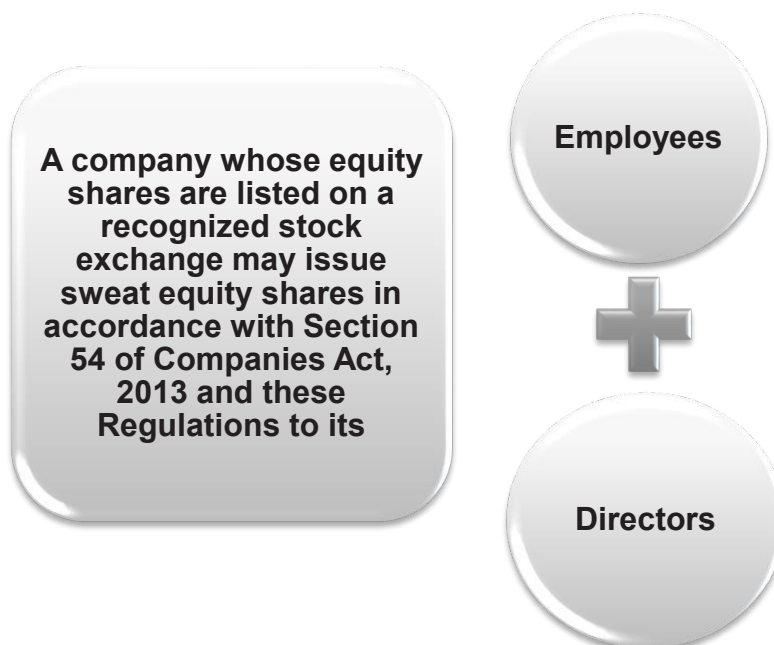 A company whose equity
shares are listed on a
recognized stock
exchange may issue
sweat equity shares in
accordance with Section
54 of Companies Act,
2013 and these
Regulations to its
Employees
Directors